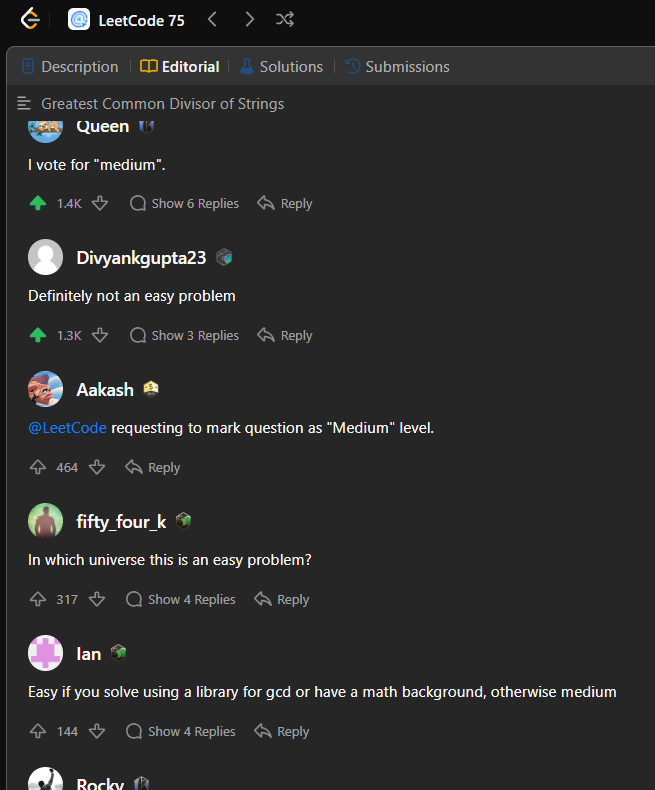 LeetCode 75
Description Editorial Solutions Submissions
Greatest Common Divisor of Strings
Queen
I vote for "medium".
1.4K Show 6 Replies Reply
Divyankgupta23
Definitely not an easy problem
1.3K Show 3 Replies Reply
Aakash
@LeetCode requesting to mark question as "Medium" level.
464 Reply
fifty_four_k
In which universe this is an easy problem?
317 Show 4 Replies Reply
Ian
Easy if you solve using a library for gcd or have a math background, otherwise medium
144 Show 4 Replies Reply
Rocky